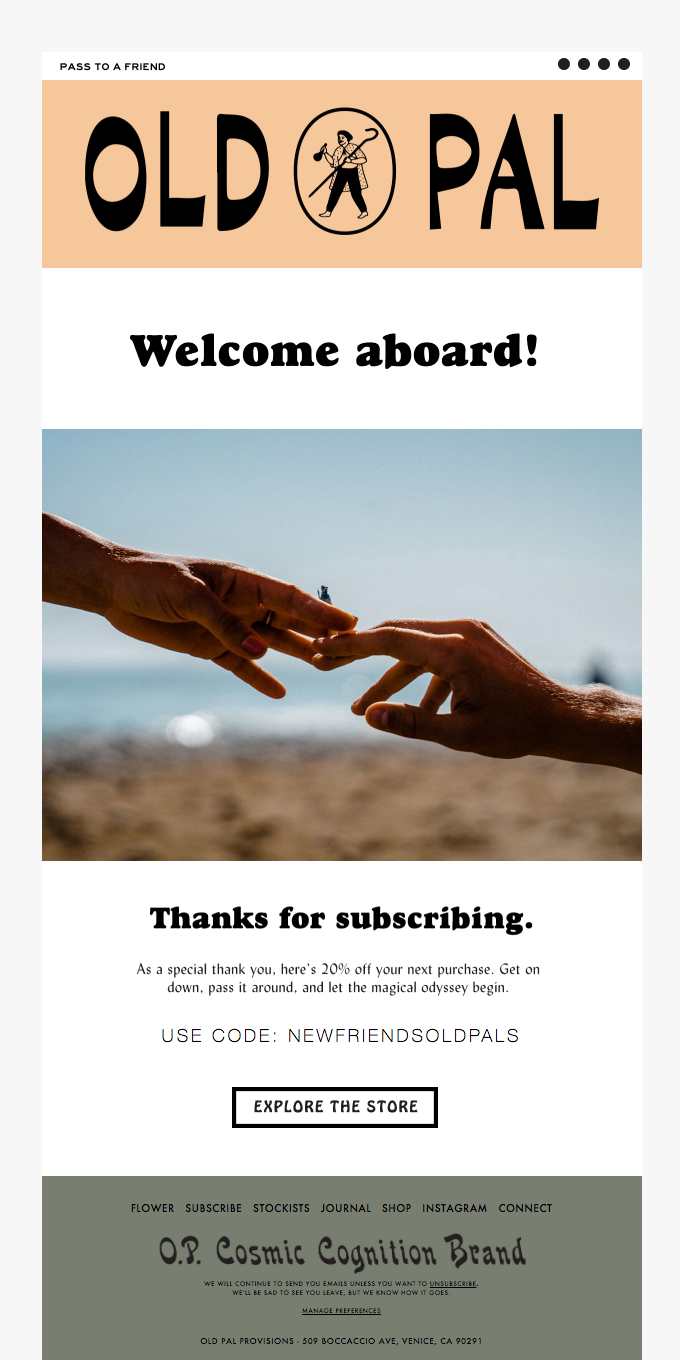 PASS TO A FRIEND
OLD PAL
Welcome aboard!
Thanks for subscribing.
As a special thank you, here's 20% off your next purchase. Get on
down, pass it around, and let the magical odyssey begin.
USE CODE: NEWFRIENDSOLDPALS
EXPLORE THE STORE
FLOWER SUBSCRIBE STOCKISTS JOURNAL SHOP INSTAGRAM CONNECT
O.P. Cosmic Cognition Brand
WE WILL CONTINUE TO SEND YOU EMAILS UNLESS YOU WANT TO UNSUBSCRIBE.
WE'LL BE SAD TO SEE YOU LEAVE, BUT WE KNOW HOW IT GOES.
MANAGE PREFERENCES
OLD PAL PROVISIONS · 509 BOCCACCIO AVE, VENICE, CA 90291